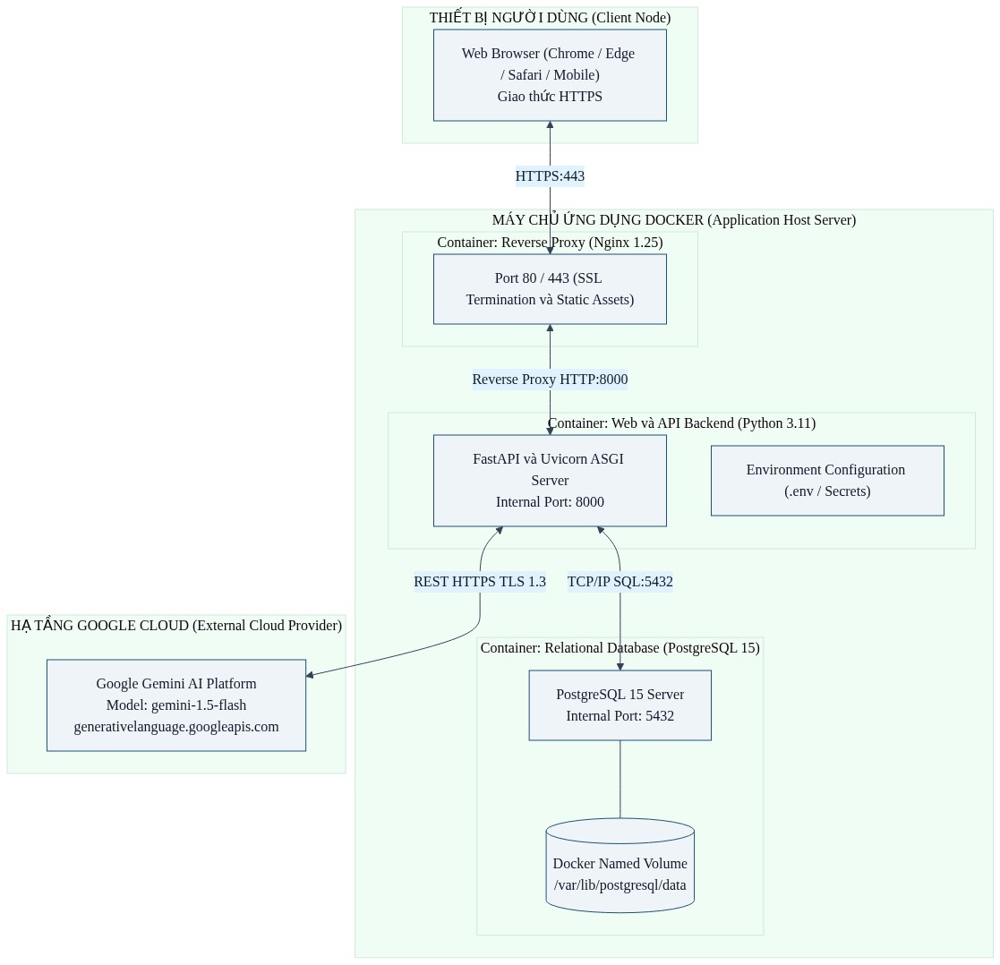 THIẾT BỊ NGƯỜI DÙNG (Client Node)
Web Browser (Chrome / Edge
/ Safari / Mobile)
Giao thức HTTPS
HTTPS:443
MÁY CHỦ ỨNG DỤNG DOCKER (Application Host Server)
Container: Reverse Proxy (Nginx 1.25)
Port 80 / 443 (SSL
Termination và Static Assets)
Reverse Proxy HTTP:8000
Container: Web và API Backend (Python 3.11)
FastAPI và Uvicorn ASGI
Server
Internal Port: 8000
Environment Configuration
(.env / Secrets)
REST HTTPS TLS 1.3
TCP/IP SQL:5432
HẠ TẦNG GOOGLE CLOUD (External Cloud Provider)
Google Gemini AI Platform
Model: gemini-1.5-flash
generativelanguage.googleapis.com
Container: Relational Database (PostgreSQL 15)
PostgreSQL 15 Server
Internal Port: 5432
Docker Named Volume
/var/lib/postgresql/data